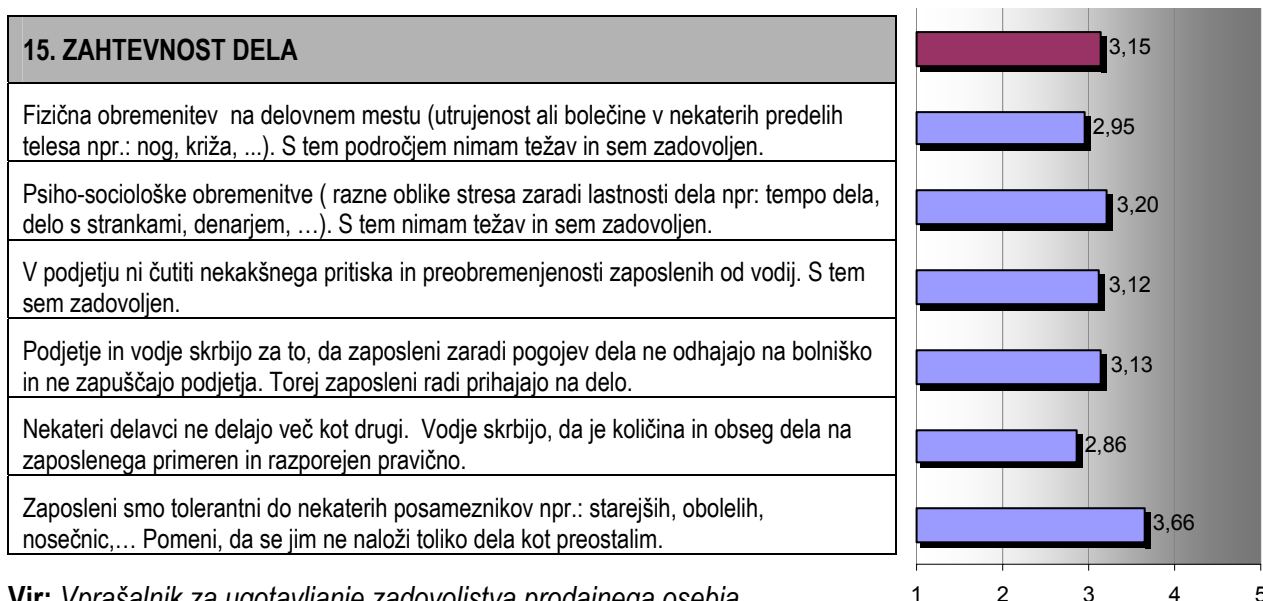 15. ZAHTEVNOST DELA
3,15
Fizična obremenitev na delovnem mestu (utrujenost ali bolečine v nekaterih predelih
telesa npr.: nog, križa, ...). S tem področjem nimam težav in sem zadovoljen.
2,95
Psiho-sociološke obremenitve ( razne oblike stresa zaradi lastnosti dela npr: tempo dela,
delo s strankami, denarjem, …). S tem nimam težav in sem zadovoljen.
3,20
V podjetju ni čutiti nekakšnega pritiska in preobremenjenosti zaposlenih od vodij. S tem
sem zadovoljen.
3,12
Podjetje in vodje skrbijo za to, da zaposleni zaradi pogojev dela ne odhajajo na bolniško
in ne zapuščajo podjetja. Torej zaposleni radi prihajajo na delo.
3,13
Nekateri delavci ne delajo več kot drugi. Vodje skrbijo, da je količina in obseg dela na
zaposlenega primeren in razporejen pravično.
2,86
Zaposleni smo tolerantni do nekaterih posameznikov npr.: starejših, obolelih,
nosečnic,… Pomeni, da se jim ne naloži toliko dela kot preostalim.
3,66
1 2 3 4 5
Vir: Vprašalnik za ugotavljanje zadovoljstva prodajnega osebja